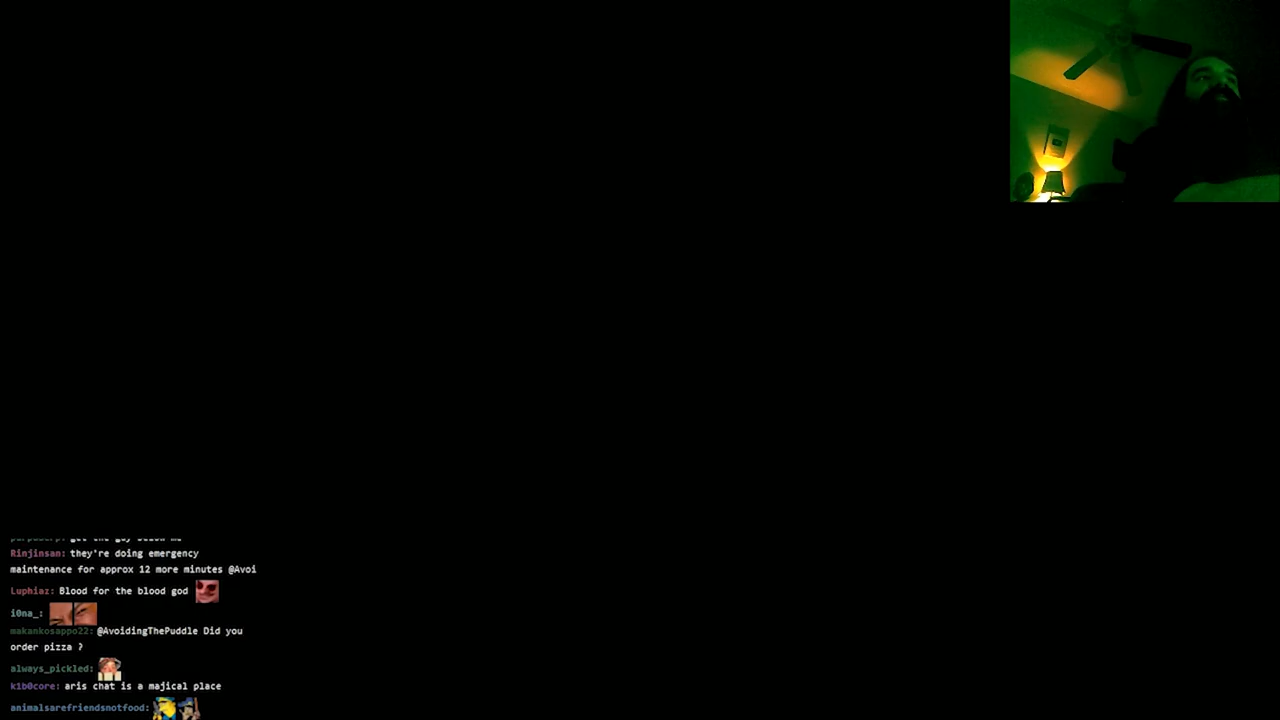 Rinjinsan: they're doing emergency
maintenance for approx 12 more minutes @Avoi
Luphiaz: Blood for the blood god
i0na_:
makankosappo22: @AvoidingThePuddle Did you
order pizza ?
always_pickled:
k1b0core: aris chat is a majical place
animalsarefriendsnotfood: